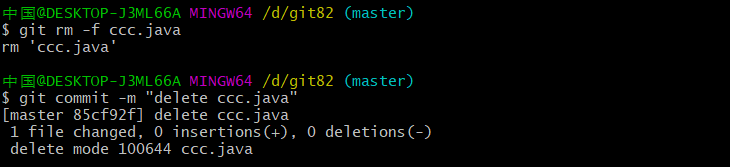 中国@DESKTOP-J3ML66A MINGW64 /d/git82 (master)
$ git rm -f ccc.java
rm 'ccc.java'
中国@DESKTOP-J3ML66A MINGW64 /d/git82 (master)
$ git commit -m "delete ccc.java"
[master 85cf92f] delete ccc.java
 1 file changed, 0 insertions(+), 0 deletions(-)
 delete mode 100644 ccc.java